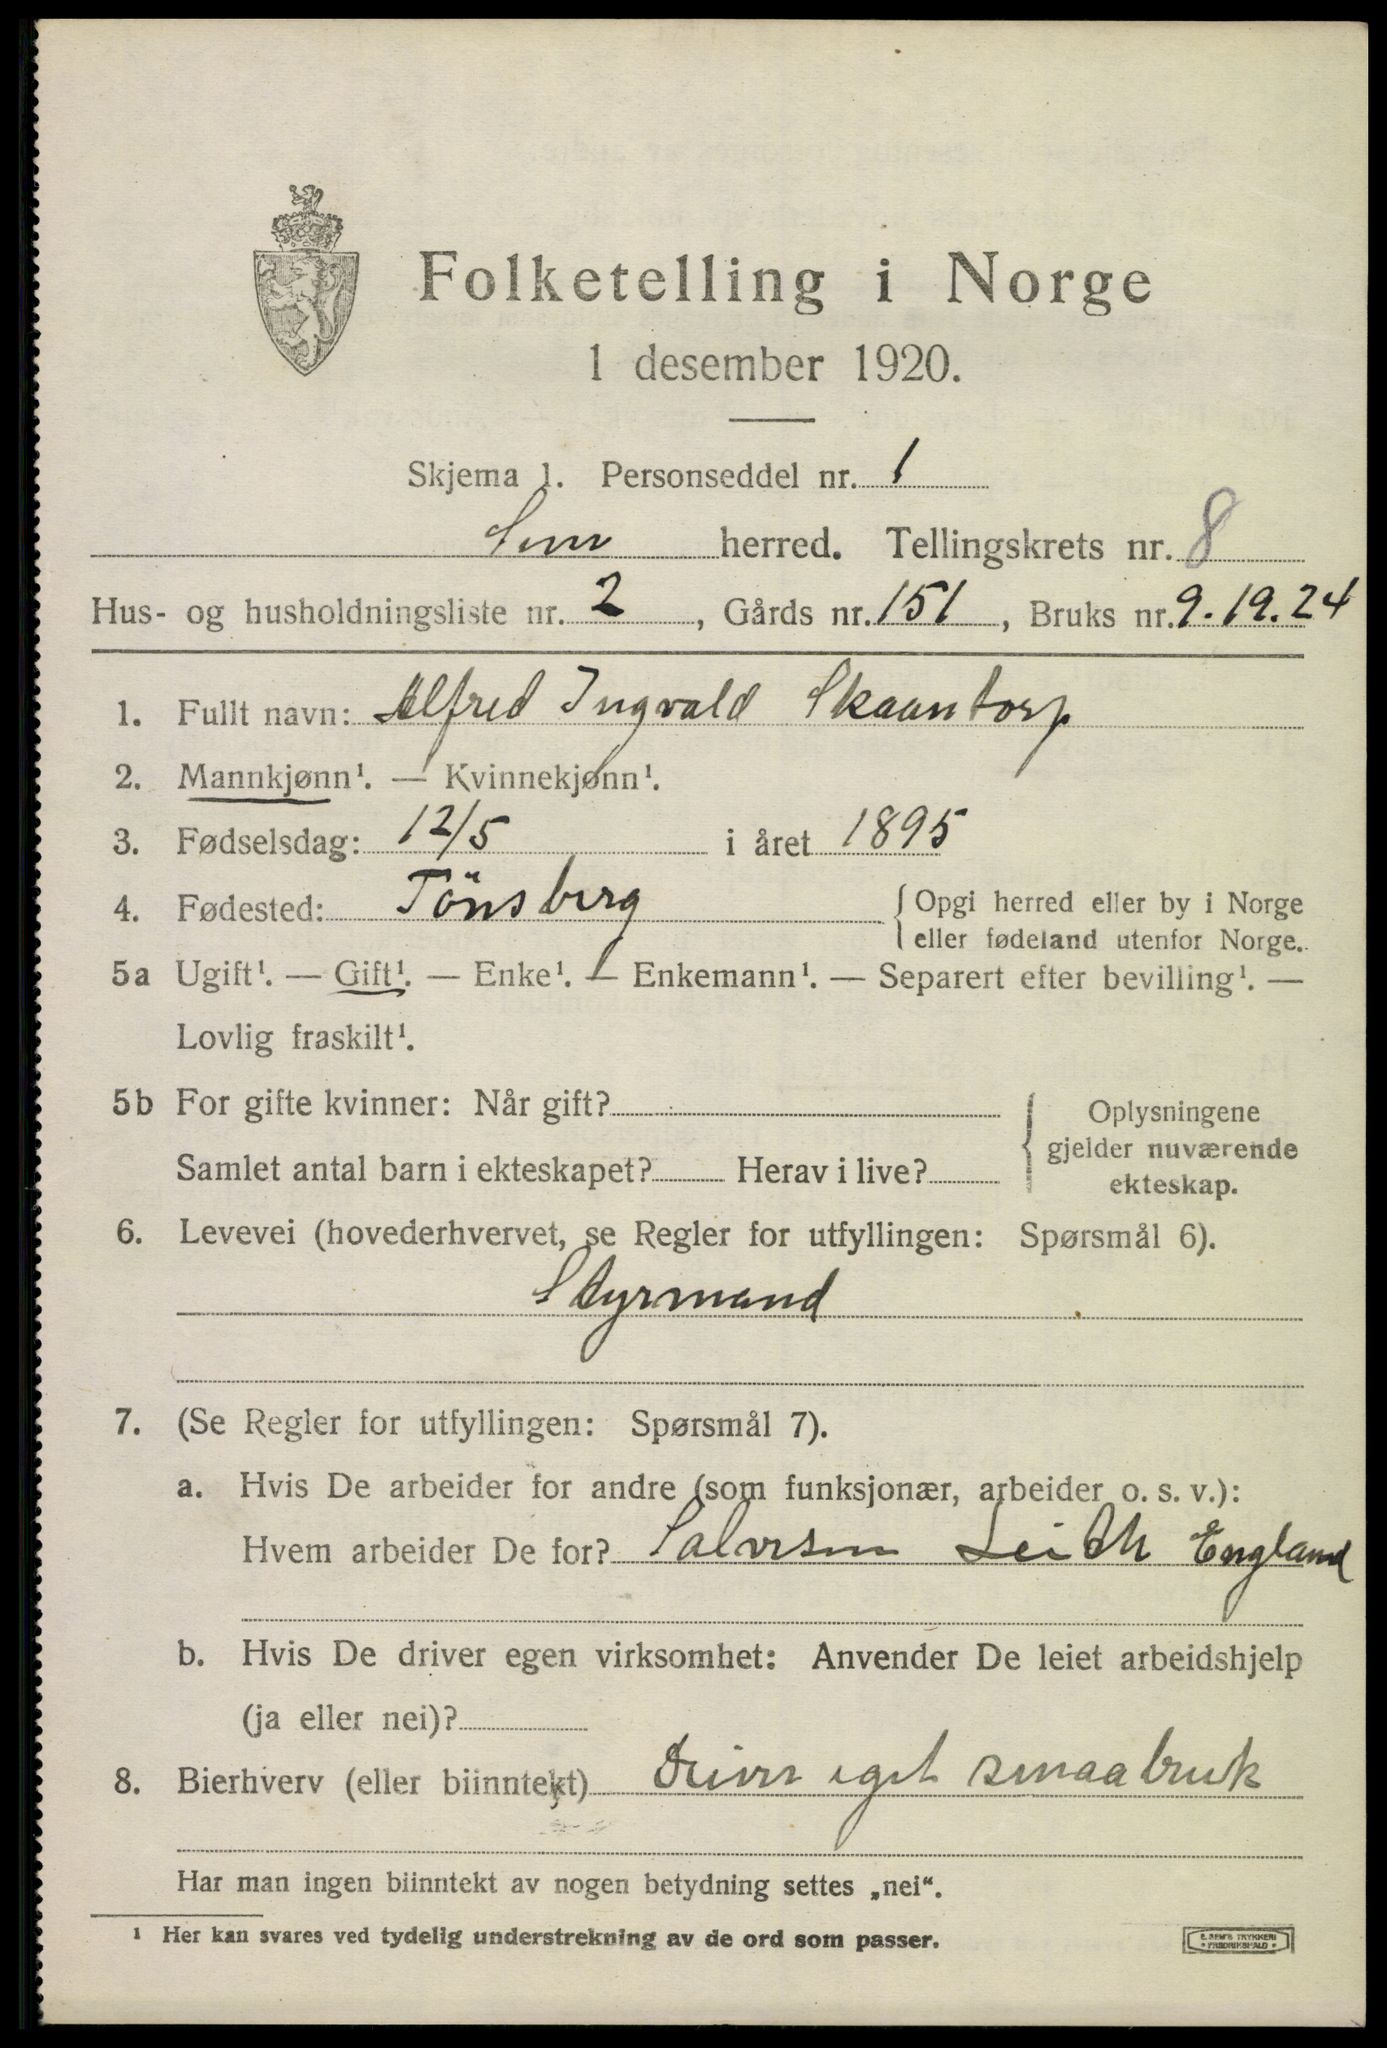 Folketelling i Norge
1 desember 1920.
Skjema 1. Personseddel nr. 1
Sem herred. Tellingskrets nr. 8
Hus- og husholdningsliste nr. 2, Gårds nr. 151, Bruks nr. 9.19.24
1. Fullt navn: Alfred Ingvald Skaantorp
2. Mannkjønn¹. — Kvinnekjønn¹.
3. Fødselsdag: 12/5 i året 1895
4. Fødested: Tönsberg { Opgi herred eller by i Norge
eller fødeland utenfor Norge.
5a Ugift¹. — Gift¹. — Enke¹. — Enkemann¹. — Separert efter bevilling¹. —
Lovlig fraskilt¹.
5b For gifte kvinner: Når gift?
Samlet antal barn i ekteskapet? Herav i live?
{ Oplysningene
gjelder nuværende
ekteskap.
6. Levevei (hovederhvervet, se Regler for utfyllingen: Spørsmål 6).
Styrmand
7. (Se Regler for utfyllingen: Spørsmål 7).
a. Hvis De arbeider for andre (som funksjonær, arbeider o. s. v.):
Hvem arbeider De for? Salvesen Leith England
b. Hvis De driver egen virksomhet: Anvender De leiet arbeidshjelp
(ja eller nei)?
8. Bierhverv (eller biinntekt) Driver eget smaabruk
Har man ingen biinntekt av nogen betydning settes „nei“.
¹ Her kan svares ved tydelig understrekning av de ord som passer.
E. SEM'S TRYKKERI
FREDRIKSHALD